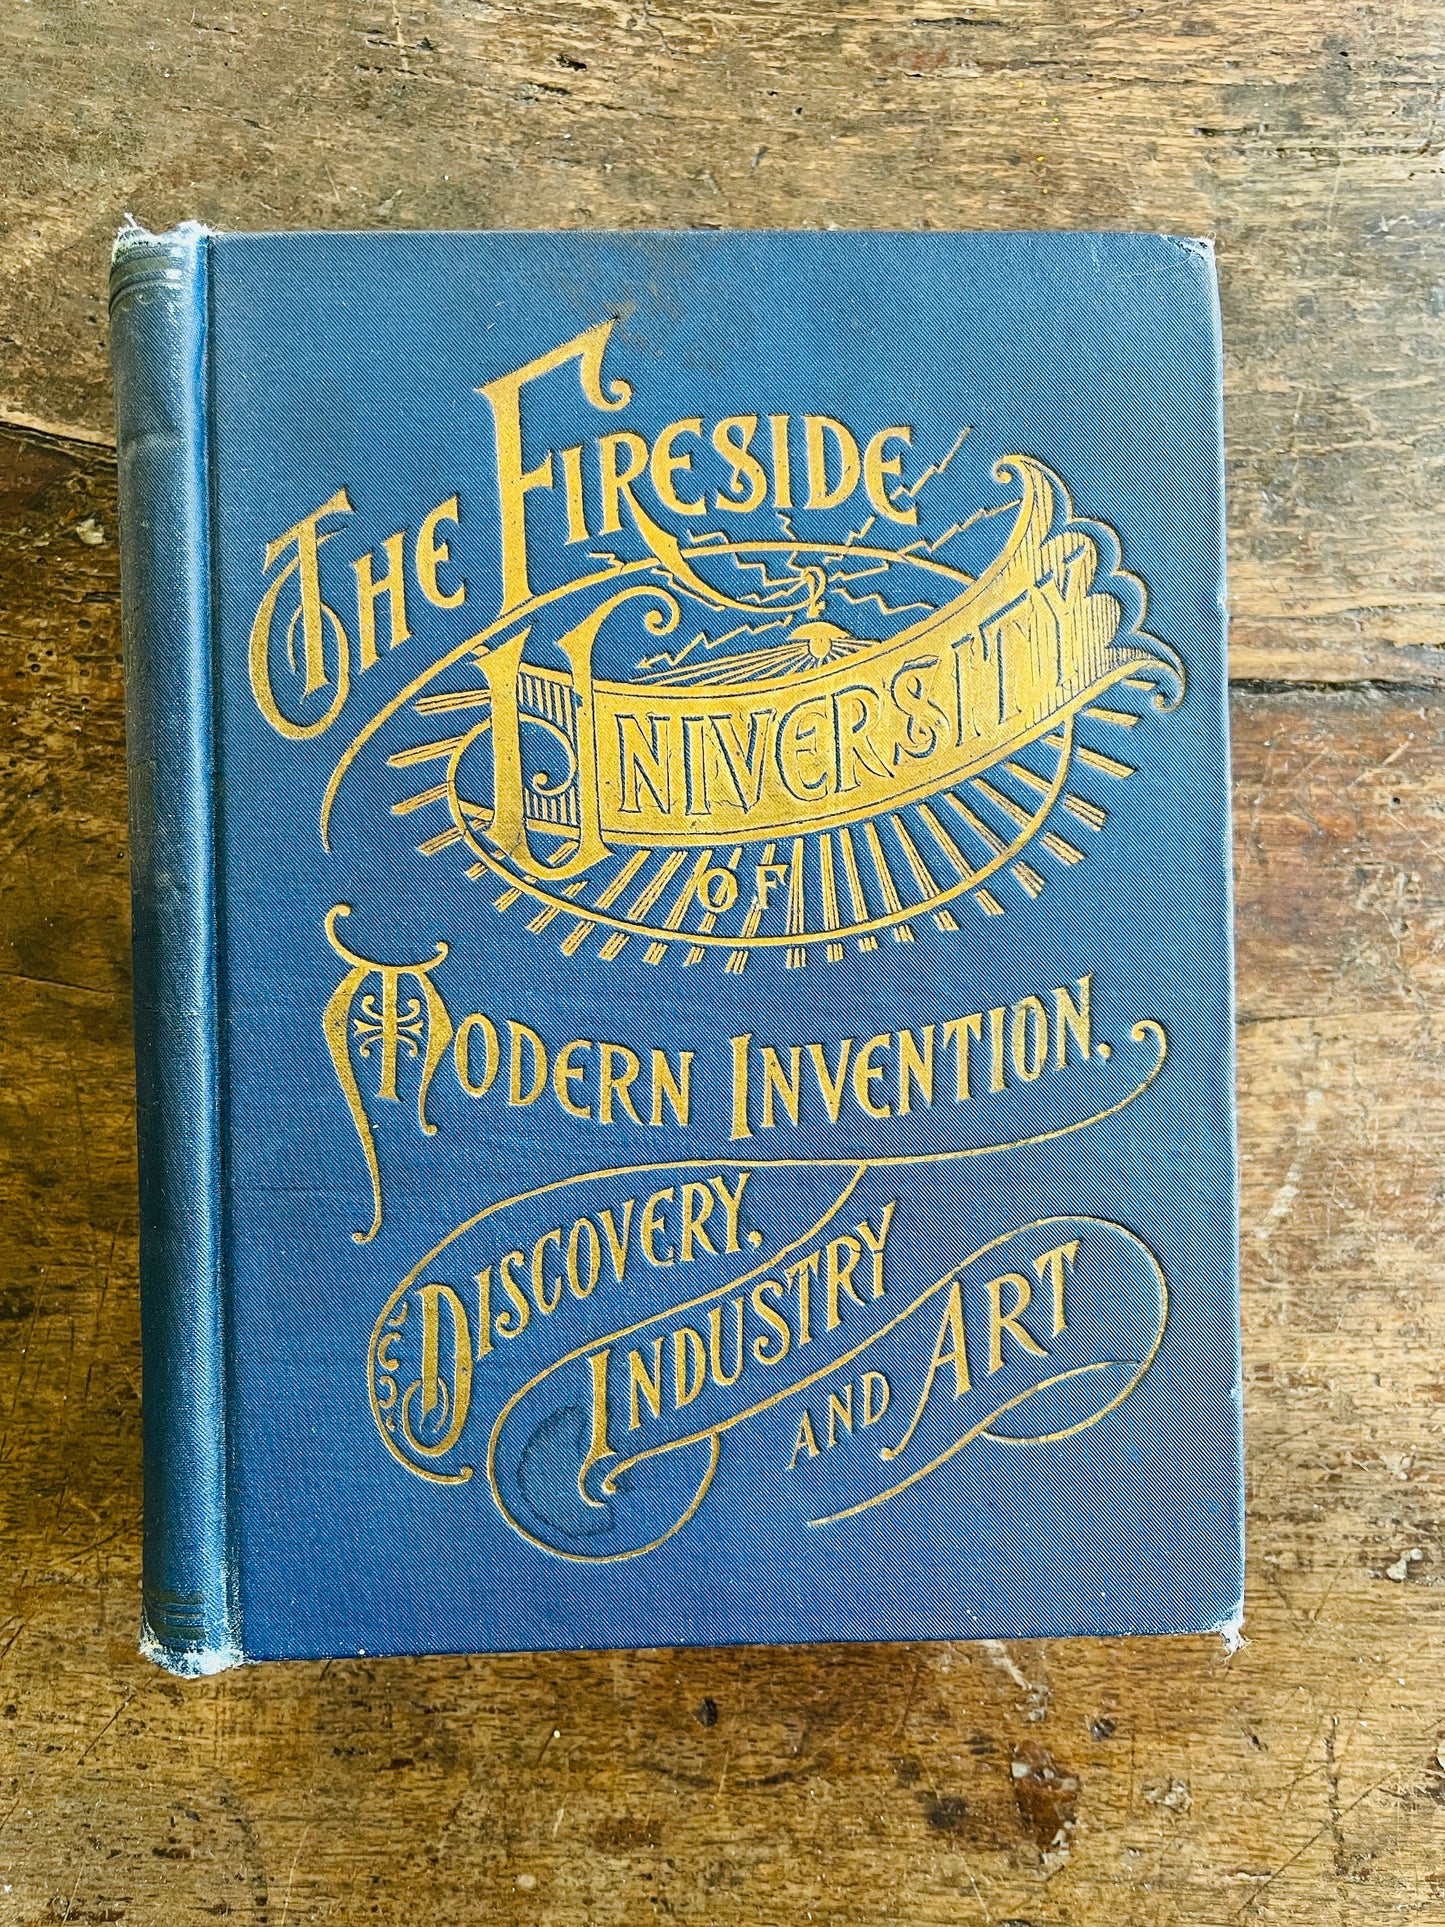 THE FIRESIDE
UNIVERSITY
OF
MODERN INVENTION,
DISCOVERY,
INDUSTRY
AND ART